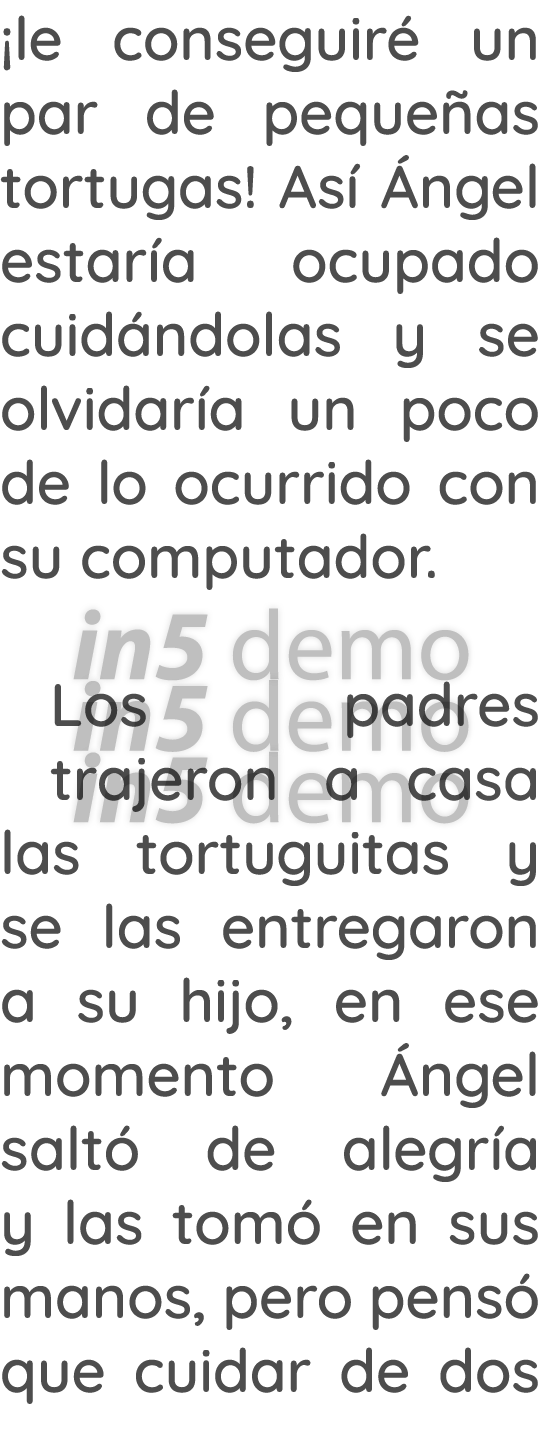 ¡le conseguiré un
par de pequeñas
tortugas! Así Ángel
estaría ocupado
cuidándolas y se
olvidaría un poco
de lo ocurrido con
su computador.
in5 demo
in5 demo
Los padres
in5 demo
trajeron a casa
las tortuguitas y
se las entregaron
a su hijo, en ese
momento Ángel
saltó de alegría
y las tomó en sus
manos, pero pensó
que cuidar de dos